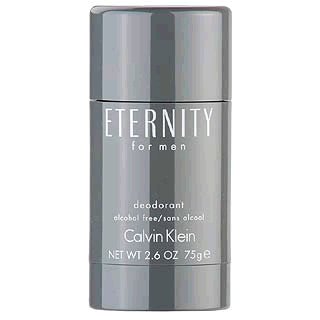 ETERNITY
for men
deodorant
alcohol free/sans alcool
Calvin Klein
NET WT 2.6 OZ 75g℮